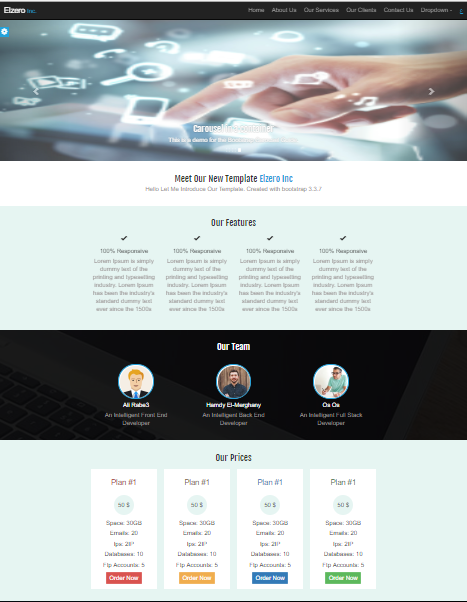 Elzero Inc.
Home About Us Our Services Our Clients Contact Us Dropdown
This is a demo for the
Meet Our New Template Elzero Inc
Hello Let Me Introduce Our Template. Created with bootstrap 3.3.7
Our Features
100% Responsive 100% Responsive 100% Responsive 100% Responsive
Lorem Ipsum is simply Lorem Ipsum is simply Lorem Ipsum is simply Lorem Ipsum is simply
dummy text of the dummy text of the dummy text of the dummy text of the
printing and typesetting printing and typesetting printing and typesetting printing and typesetting
industry. Lorem Ipsum industry. Lorem Ipsum industry. Lorem Ipsum industry. Lorem Ipsum
has been the industry's has been the industry's has been the industry's has been the industry's
standard dummy text standard dummy text standard dummy text standard dummy text
ever since the 1500s ever since the 1500s ever since the 1500s ever since the 1500s
Our Team
Ali Rabe3 Hamdy El-Merghany Os Os
An Intelligent Front End An Intelligent Back End An Intelligent Full Stack
Developer Developer Developer
Our Prices
Plan #1 Plan #1 Plan #1 Plan #1
50 $ 50 $ 50 $ 50 $
Space: 30GB Space: 30GB Space: 30GB Space: 30GB
Emails: 20 Emails: 20 Emails: 20 Emails: 20
Ips: 2IP Ips: 2IP Ips: 2IP Ips: 2IP
Databases: 10 Databases: 10 Databases: 10 Databases: 10
Ftp Accounts: 5 Ftp Accounts: 5 Ftp Accounts: 5 Ftp Accounts: 5
Order Now Order Now Order Now Order Now